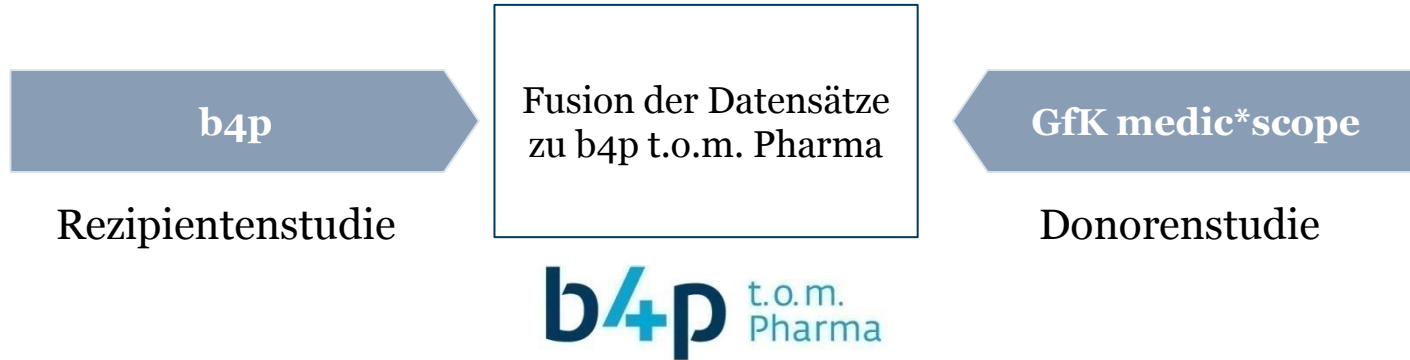 b4p
Fusion der Datensätze
zu b4p t.o.m. Pharma
GfK medic*scope
Rezipientenstudie
Donorenstudie
b4p t.o.m.
Pharma